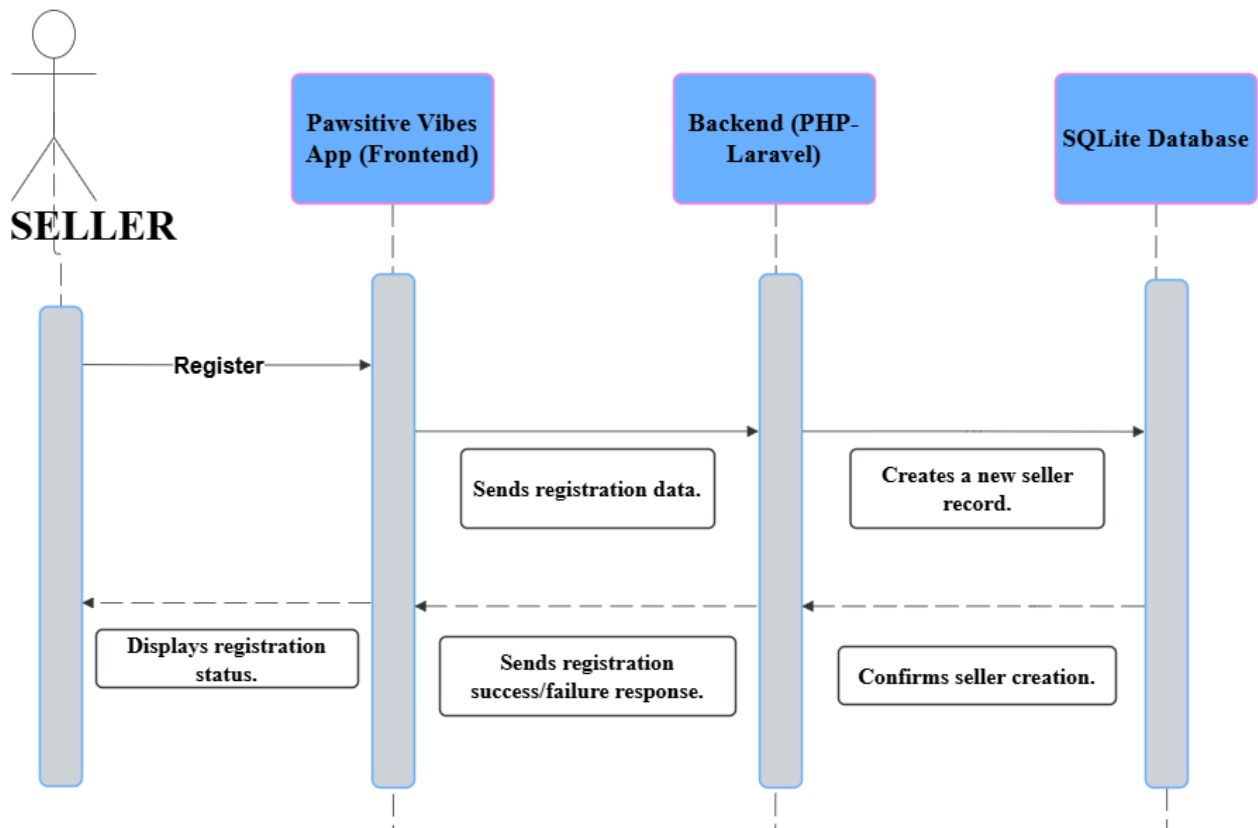 Pawsitive Vibes
App (Frontend)
Backend (PHP-
Laravel)
SQLite Database
SELLER
Register
Sends registration data.
Creates a new seller
record.
Displays registration
status.
Sends registration
success/failure response.
Confirms seller creation.